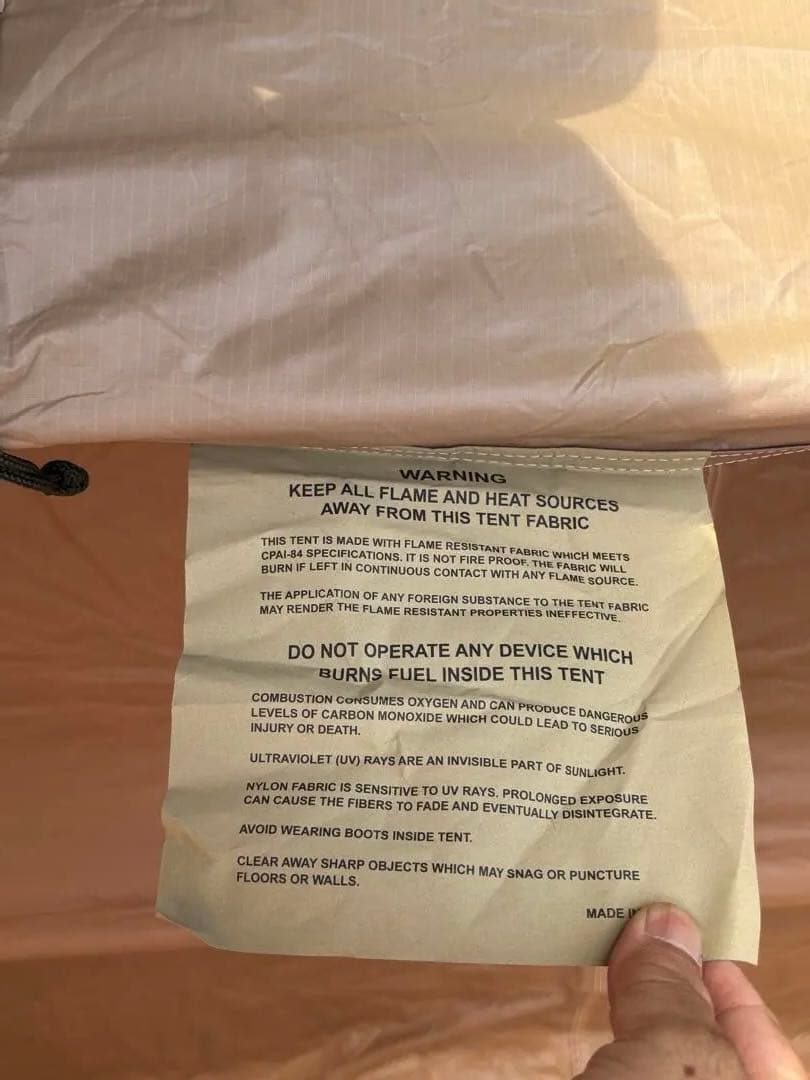 WARNING
KEEP ALL FLAME AND HEAT SOURCES
AWAY FROM THIS TENT FABRIC
THIS TENT IS MADE WITH FLAME RESISTANT FABRIC WHICH MEETS
CPAI-84 SPECIFICATIONS. IT IS NOT FIRE PROOF. THE FABRIC WILL
BURN IF LEFT IN CONTINUOUS CONTACT WITH ANY FLAME SOURCE.
THE APPLICATION OF ANY FOREIGN SUBSTANCE TO THE TENT FABRIC
MAY RENDER THE FLAME RESISTANT PROPERTIES INEFFECTIVE.
DO NOT OPERATE ANY DEVICE WHICH
BURNS FUEL INSIDE THIS TENT
COMBUSTION CONSUMES OXYGEN AND CAN PRODUCE DANGEROUS
LEVELS OF CARBON MONOXIDE WHICH COULD LEAD TO SERIOUS
INJURY OR DEATH.
ULTRAVIOLET (UV) RAYS ARE AN INVISIBLE PART OF SUNLIGHT.
NYLON FABRIC IS SENSITIVE TO UV RAYS. PROLONGED EXPOSURE
CAN CAUSE THE FIBERS TO FADE AND EVENTUALLY DISINTEGRATE.
AVOID WEARING BOOTS INSIDE TENT.
CLEAR AWAY SHARP OBJECTS WHICH MAY SNAG OR PUNCTURE
FLOORS OR WALLS.
MADE IN